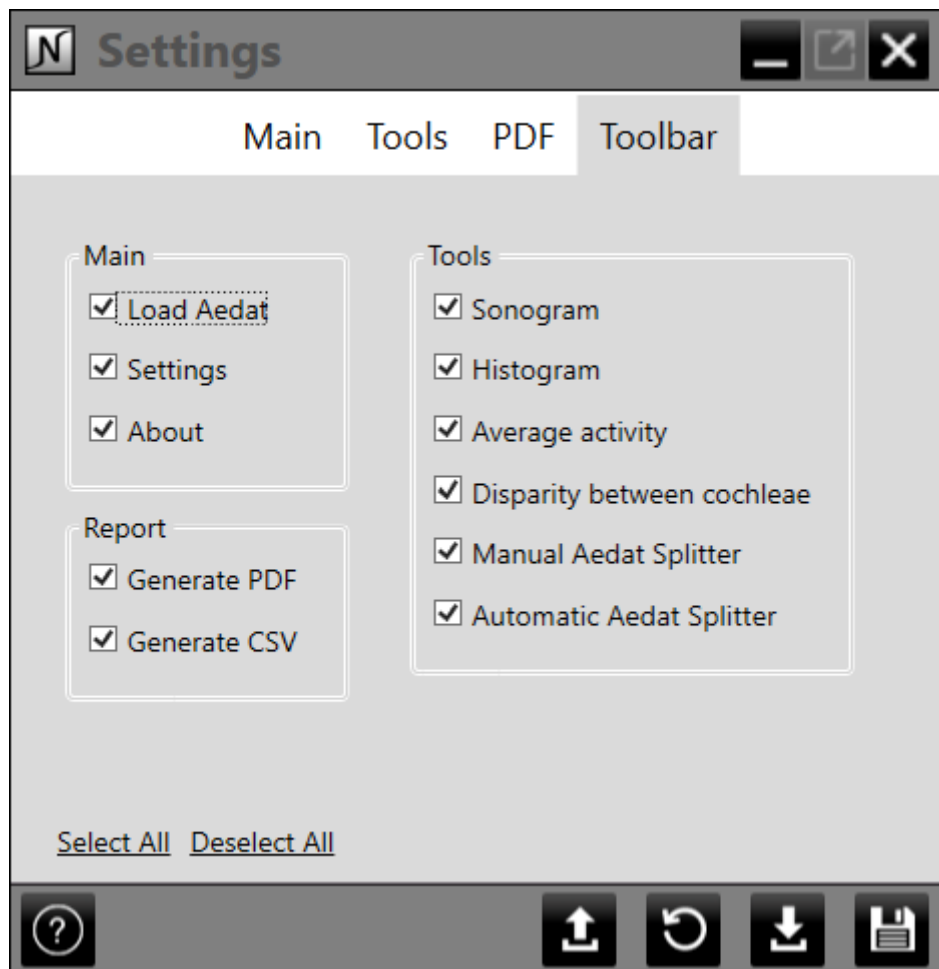 N Settings
Main Tools PDF Toolbar
Main
Load Aedat
Settings
About
Report
Generate PDF
Generate CSV
Tools
Sonogram
Histogram
Average activity
Disparity between cochleae
Manual Aedat Splitter
Automatic Aedat Splitter
Select All Deselect All
?